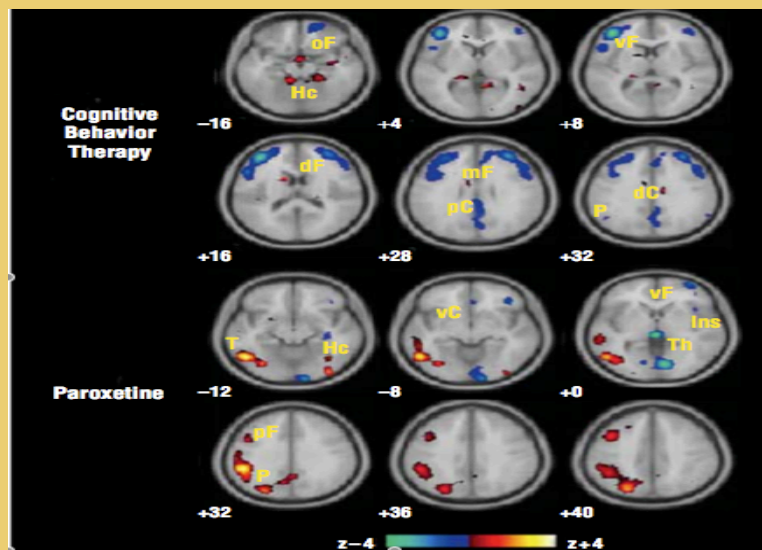 oF
vF
Hc
Cognitive
Behavior
Therapy
−16
+4
+8
dF
mF
pC
dC
P
+16
+28
+32
vC
vF
Ins
T
Hc
Th
Paroxetine
−12
−8
+0
pF
P
+32
+36
+40
z−4
z+4